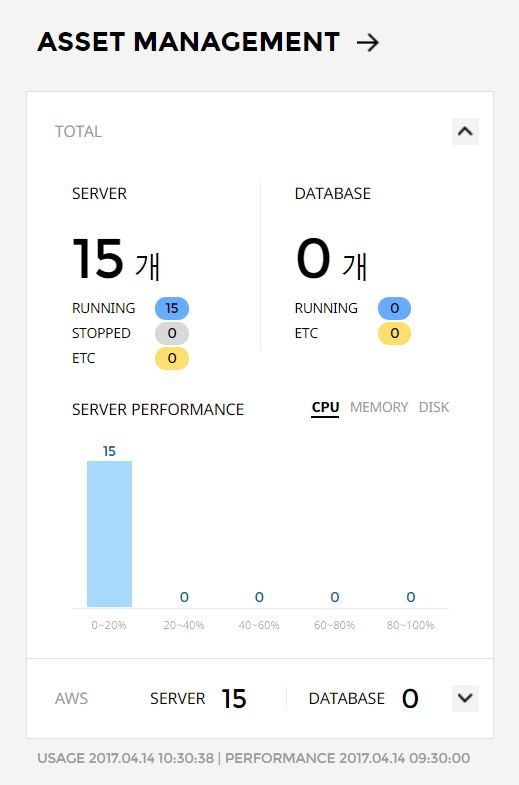 ASSET MANAGEMENT →
TOTAL
SERVER
15 개
RUNNING 15
STOPPED 0
ETC 0
DATABASE
0 개
RUNNING 0
ETC 0
SERVER PERFORMANCE
CPU MEMORY DISK
15 0 0 0 0
0~20% 20~40% 40~60% 60~80% 80~100%
AWS SERVER 15 DATABASE 0
USAGE 2017.04.14 10:30:38 | PERFORMANCE 2017.04.14 09:30:00